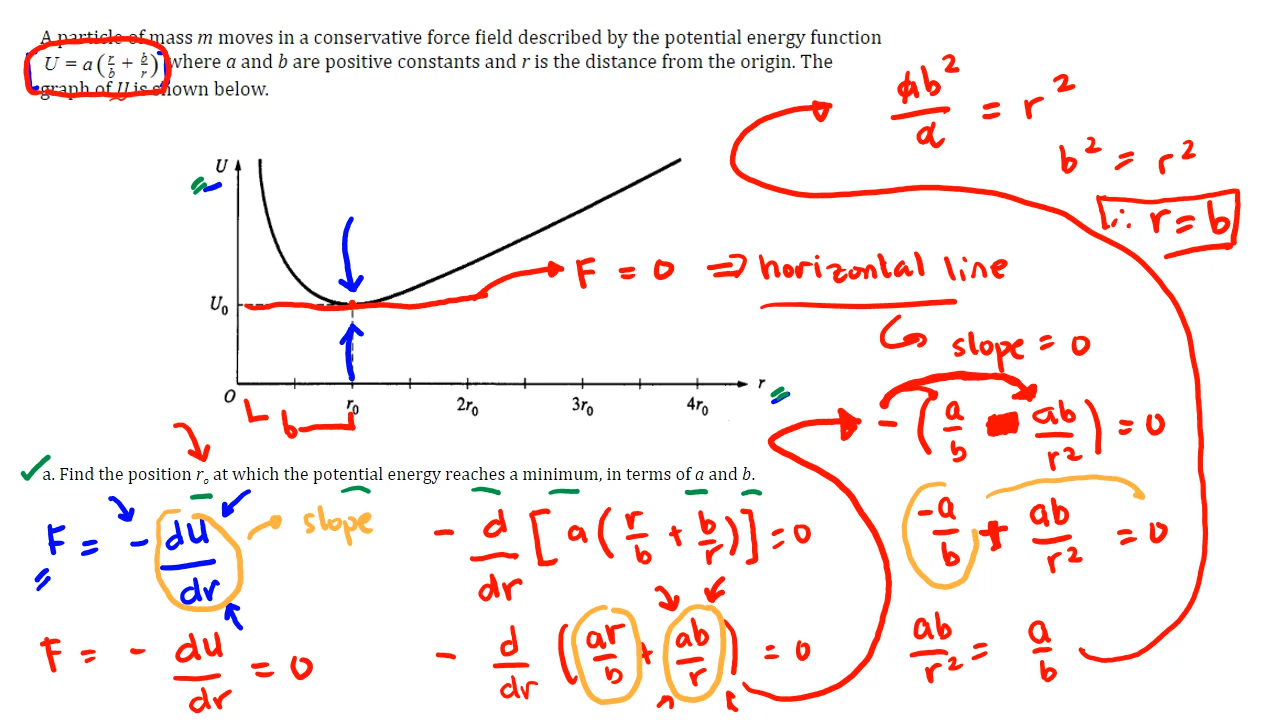 A particle of mass m moves in a conservative force field described by the potential energy function
U = a(r/b + b/r) where a and b are positive constants and r is the distance from the origin. The
graph of U is shown below.
ab²/a = r²
b² = r²
∴ r = b
U
F = 0 ⇒ horizontal line
↪ slope = 0
U₀
O
r₀
2r₀
3r₀
4r₀
r
b
-(a/b - ab/r²) = 0
a. Find the position r₀ at which the potential energy reaches a minimum, in terms of a and b.
F = - dU/dr
slope
- d/dr [a(r/b + b/r)] = 0
-a/b + ab/r² = 0
F = - dU/dr = 0
- d/dr (ar/b + ab/r) = 0
ab/r² = a/b